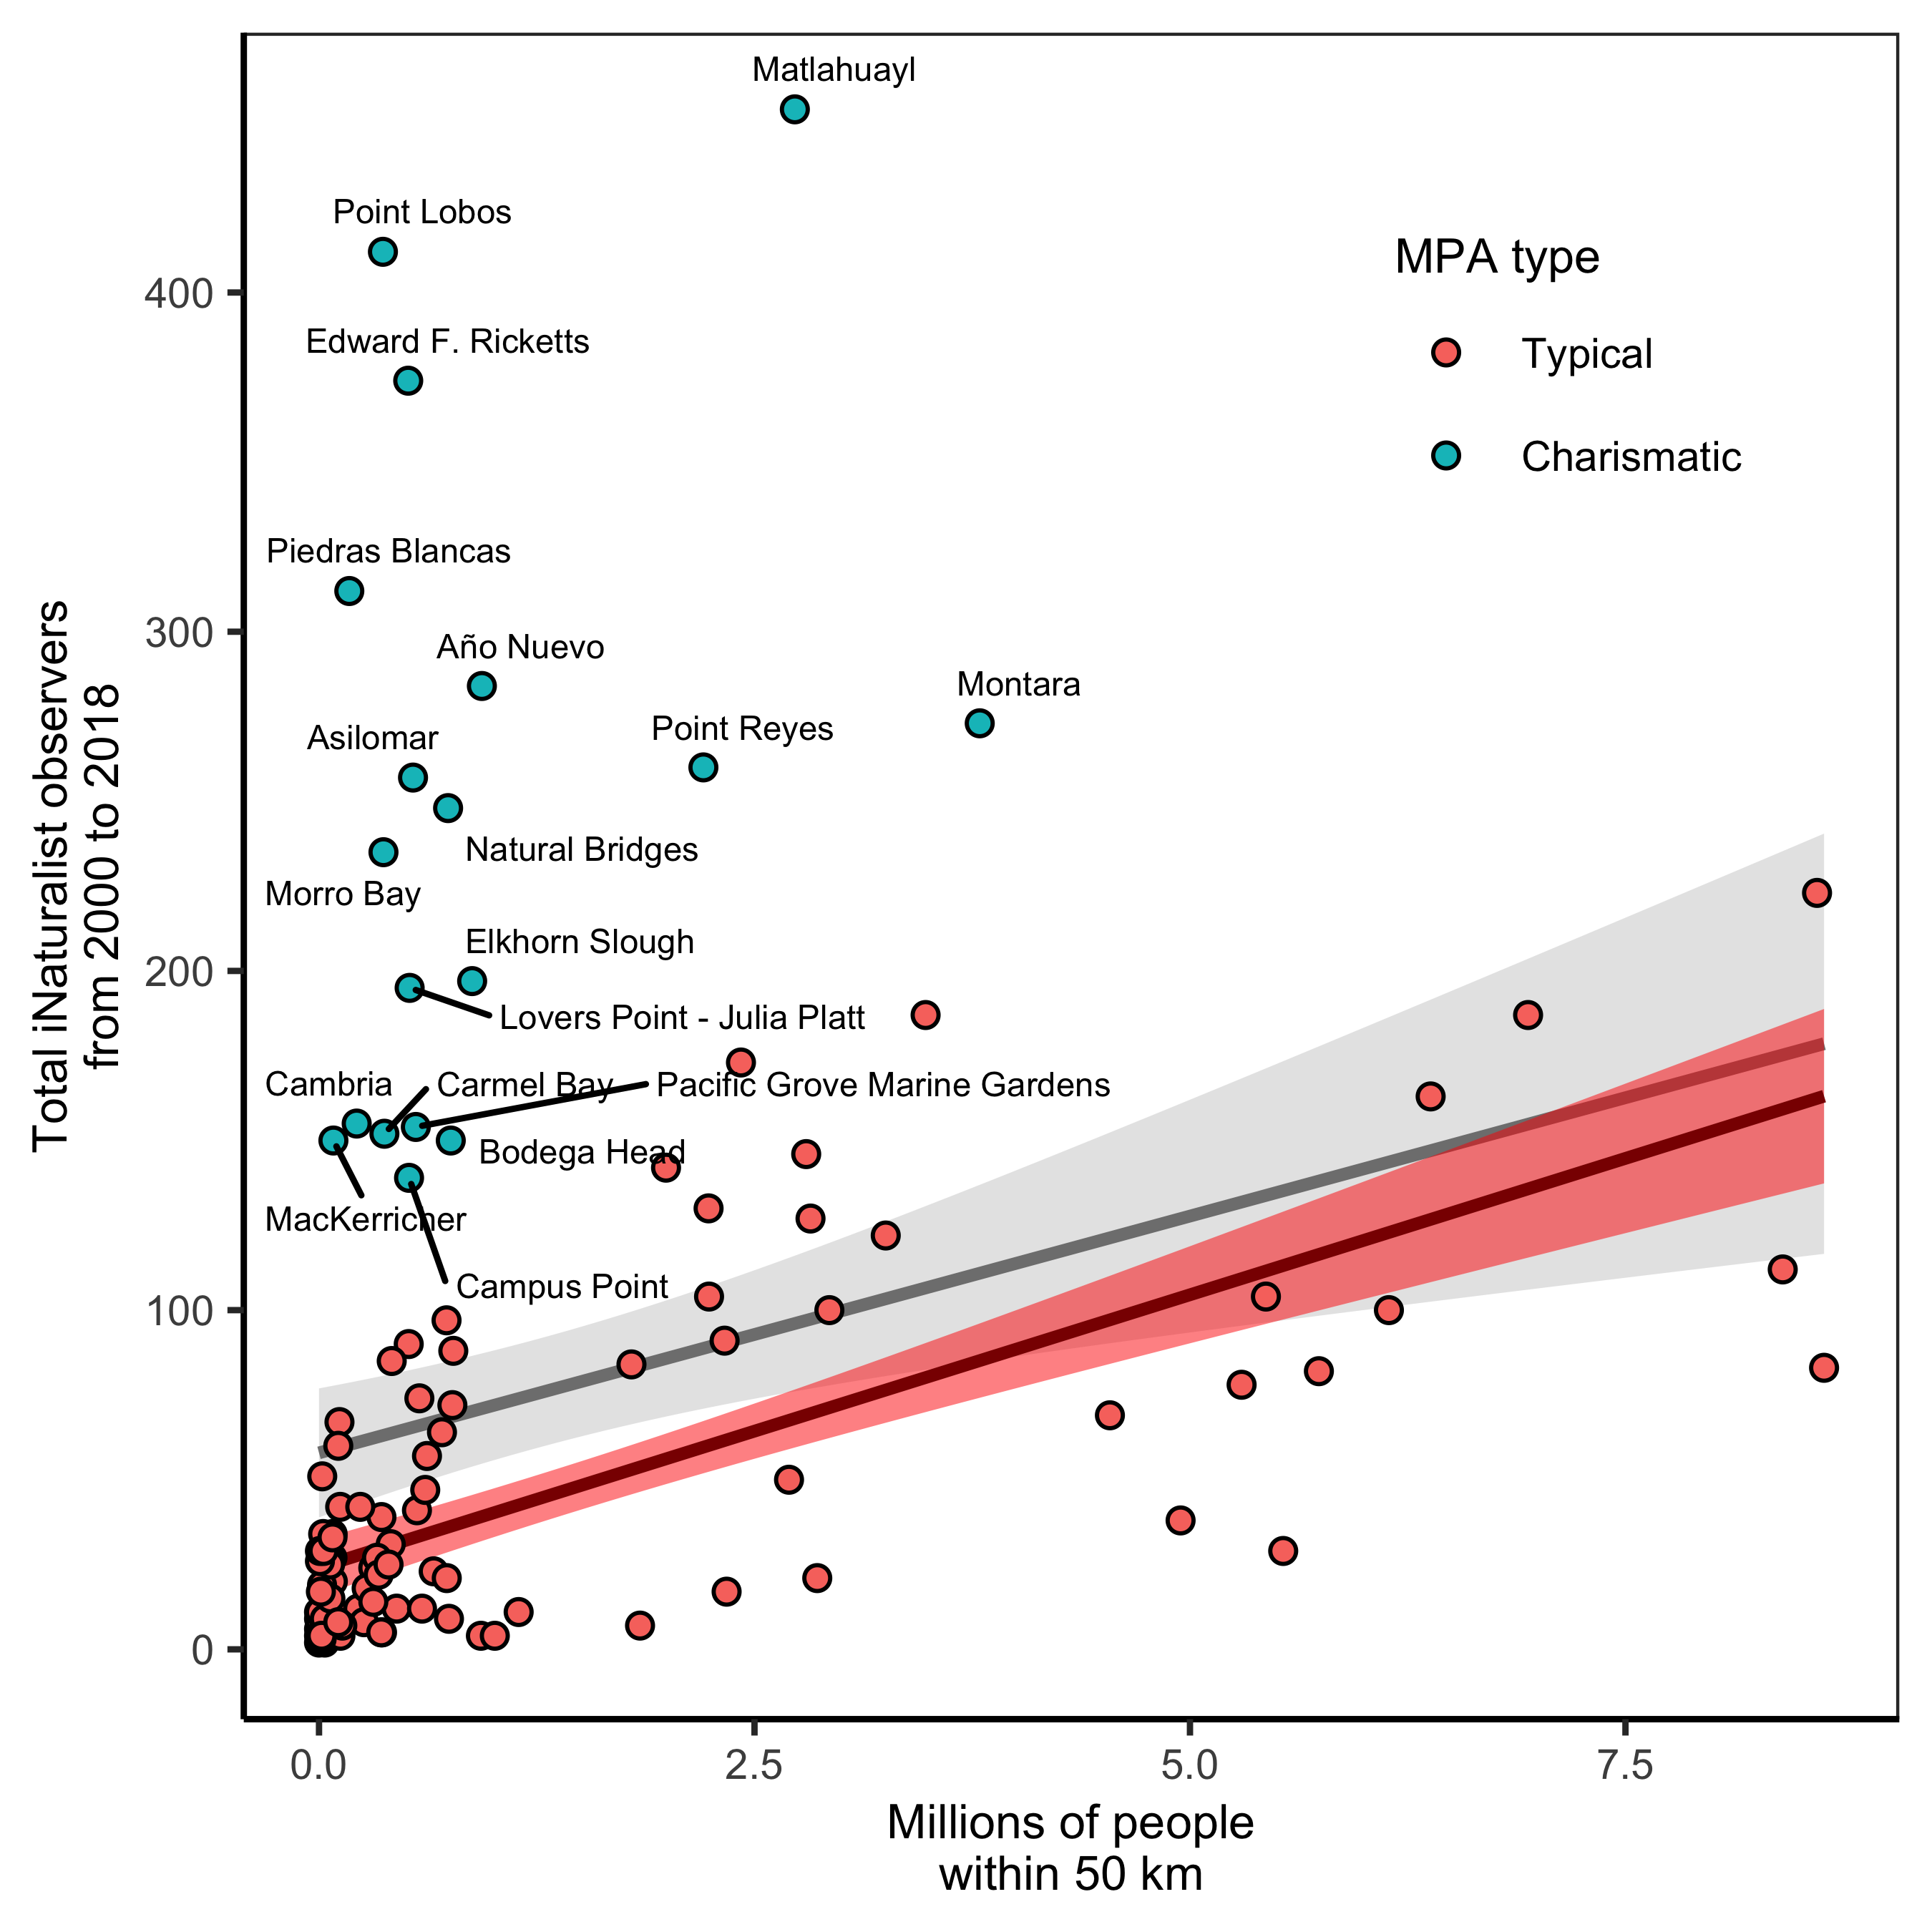 Matlahuayl
Point Lobos
MPA type
400
Edward F. Ricketts
Typical
Charismatic
Piedras Blancas
300
Año Nuevo
Montara
Asilomar
Point Reyes
Natural Bridges
Morro Bay
Elkhorn Slough
200
Lovers Point - Julia Platt
Cambria
Carmel Bay
Pacific Grove Marine Gardens
Bodega Head
MacKerricher
Campus Point
100
0
Total iNaturalist observers
from 2000 to 2018
0.0
2.5
5.0
7.5
Millions of people
within 50 km